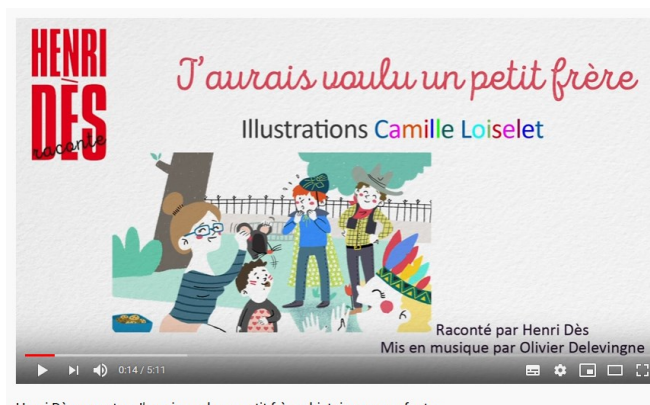 HENRI
DÈS
raconte
J'aurais voulu un petit frère
Illustrations Camille Loiselet
Raconté par Henri Dès
Mis en musique par Olivier Delevingne
0:14 / 5:11